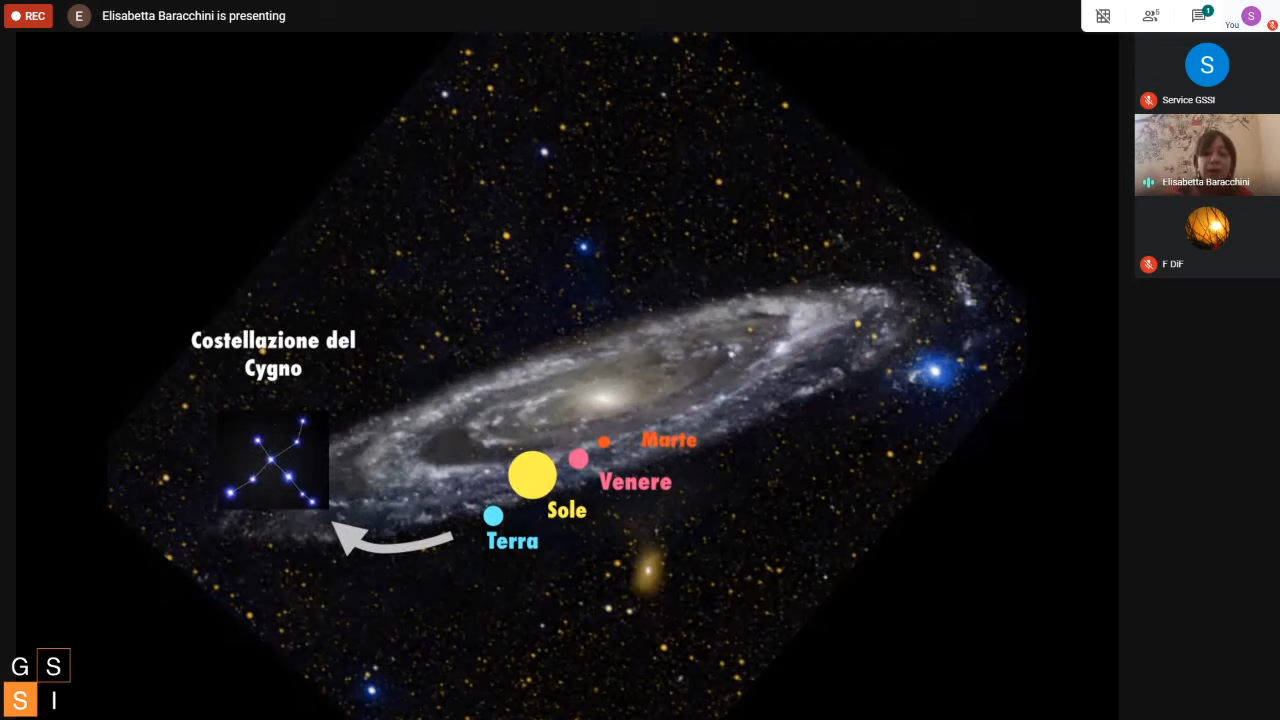 REC
E
Elisabetta Baracchini is presenting
6
1
You
S
S
Service GSSI
Elisabetta Baracchini
F DiF
Costellazione del
Cygno
Marte
Venere
Sole
Terra
G S
S I